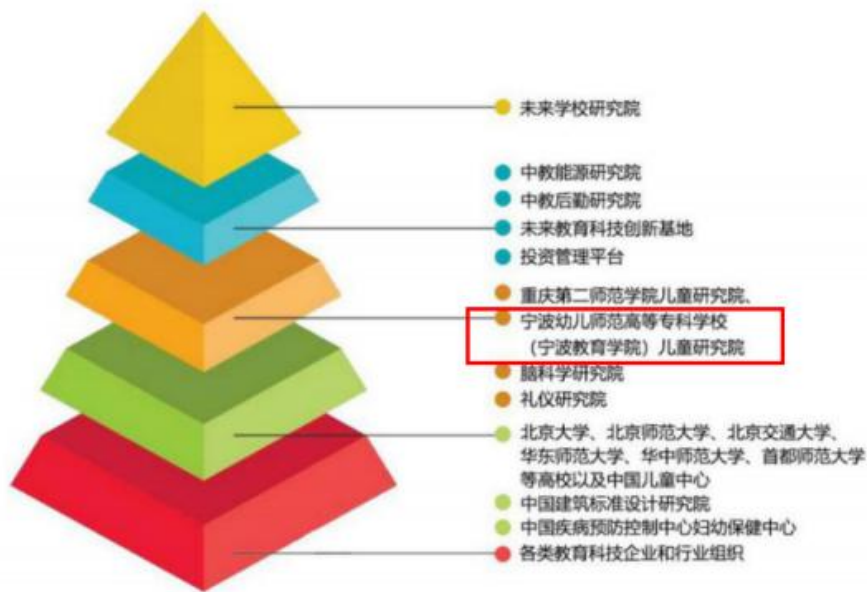 未来学校研究院
中教能源研究院
中教后勤研究院
未来教育科技创新基地
投资管理平台
重庆第二师范学院儿童研究院、
宁波幼儿师范高等专科学校
（宁波教育学院）儿童研究院
脑科学研究院
礼仪研究院
北京大学、北京师范大学、北京交通大学、
华东师范大学、华中师范大学、首都师范大学
等高校以及中国儿童中心
中国建筑标准设计研究院
中国疾病预防控制中心妇幼保健中心
各类教育科技企业和行业组织